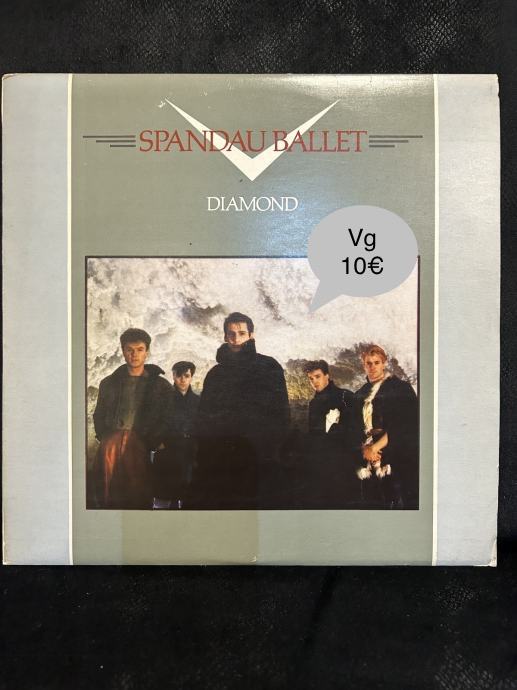 SPANDAU BALLET
DIAMOND
Vg
10€